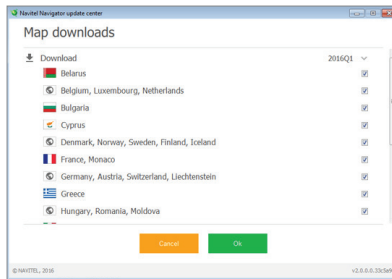 Navitel Navigator update center
Map downloads
Download 2016Q1
Belarus
Belgium, Luxembourg, Netherlands
Bulgaria
Cyprus
Denmark, Norway, Sweden, Finland, Iceland
France, Monaco
Germany, Austria, Switzerland, Liechtenstein
Greece
Hungary, Romania, Moldova
Cancel Ok
© NAVITEL, 2016